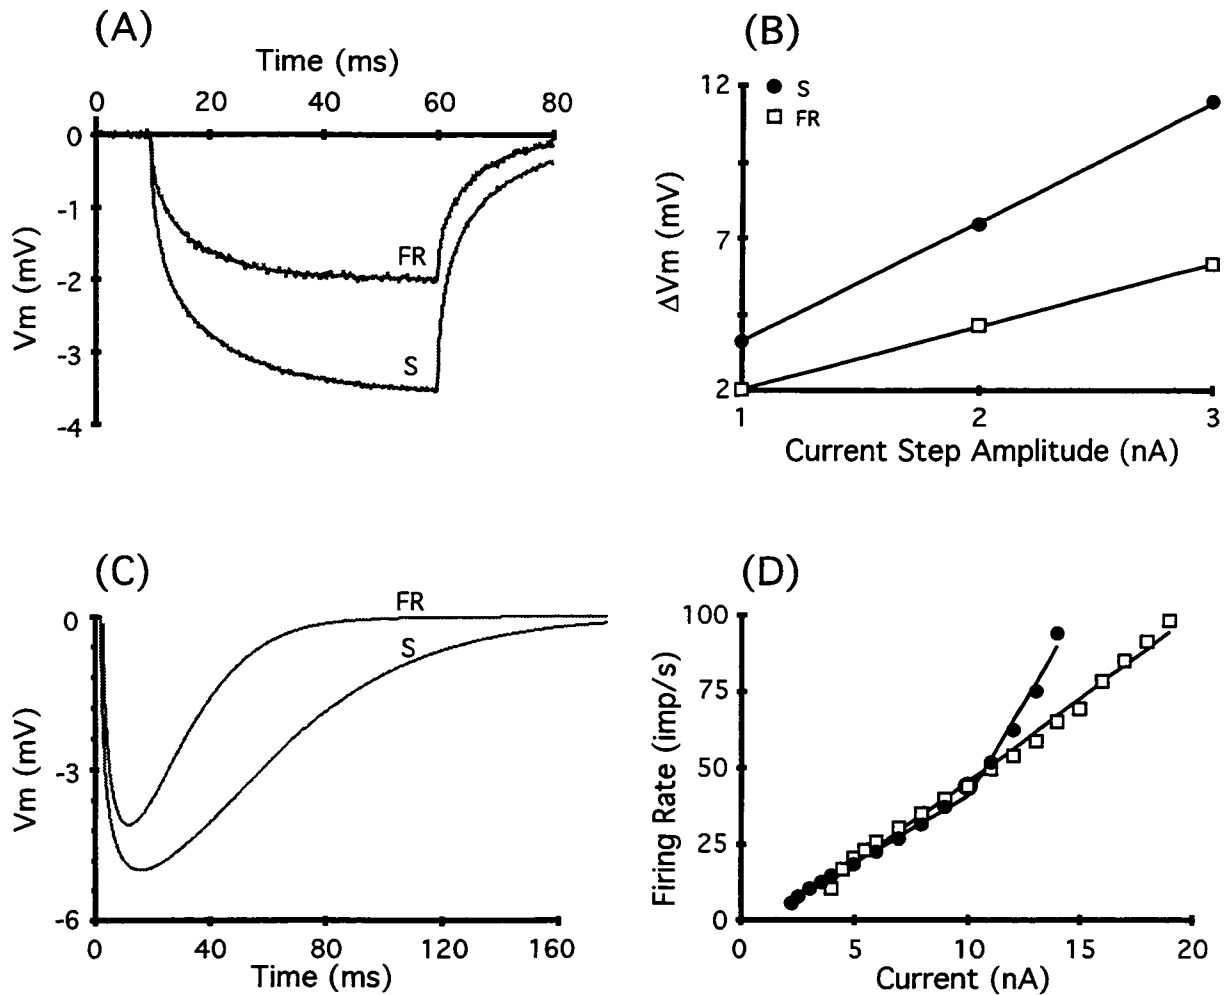 (A)
Time (ms)
0 20 40 60 80
0
-1
-2
-3
-4
Vm (mV)
FR
S
(B)
12
7
2
ΔVm (mV)
S
FR
1 2 3
Current Step Amplitude (nA)
(C)
0
-3
-6
Vm (mV)
FR
S
0 40 80 120 160
Time (ms)
(D)
100
75
50
25
0
Firing Rate (imp/s)
0 5 10 15 20
Current (nA)